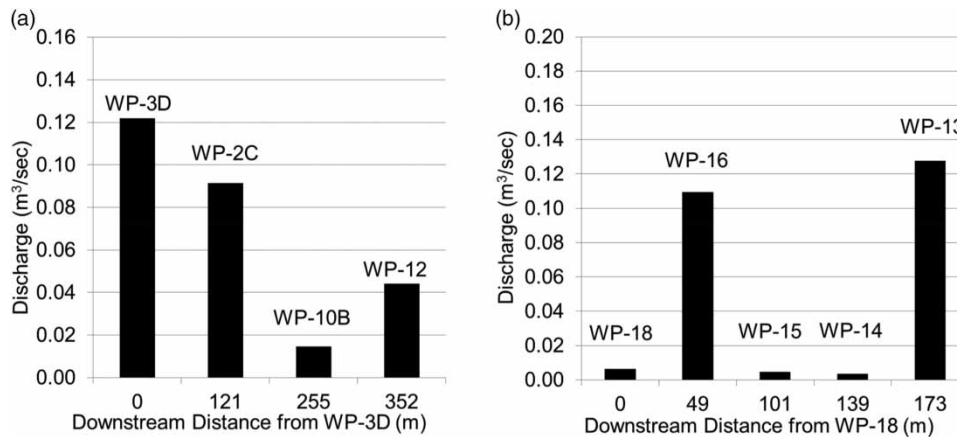 (a)
0.16
0.14
0.12
0.10
0.08
0.06
0.04
0.02
0.00
Discharge (m³/sec)
WP-3D
WP-2C
WP-10B
WP-12
0 121 255 352
Downstream Distance from WP-3D (m)
(b)
0.20
0.18
0.16
0.14
0.12
0.10
0.08
0.06
0.04
0.02
0.00
Discharge (m³/sec)
WP-18
WP-16
WP-15
WP-14
WP-13
0 49 101 139 173
Downstream Distance from WP-18 (m)